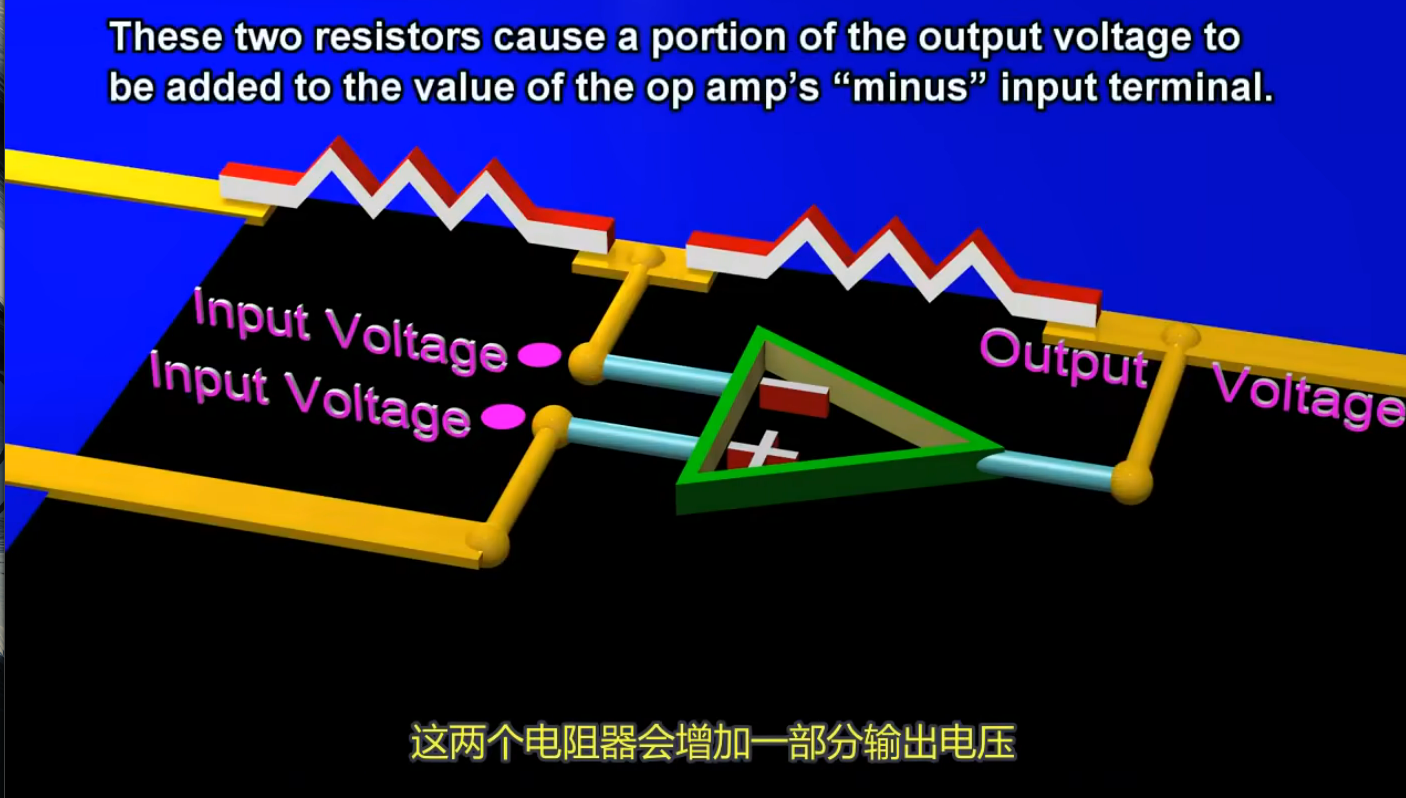 These two resistors cause a portion of the output voltage to
be added to the value of the op amp’s “minus” input terminal.
Input Voltage
Input Voltage
Output Voltage
这两个电阻器会增加一部分输出电压